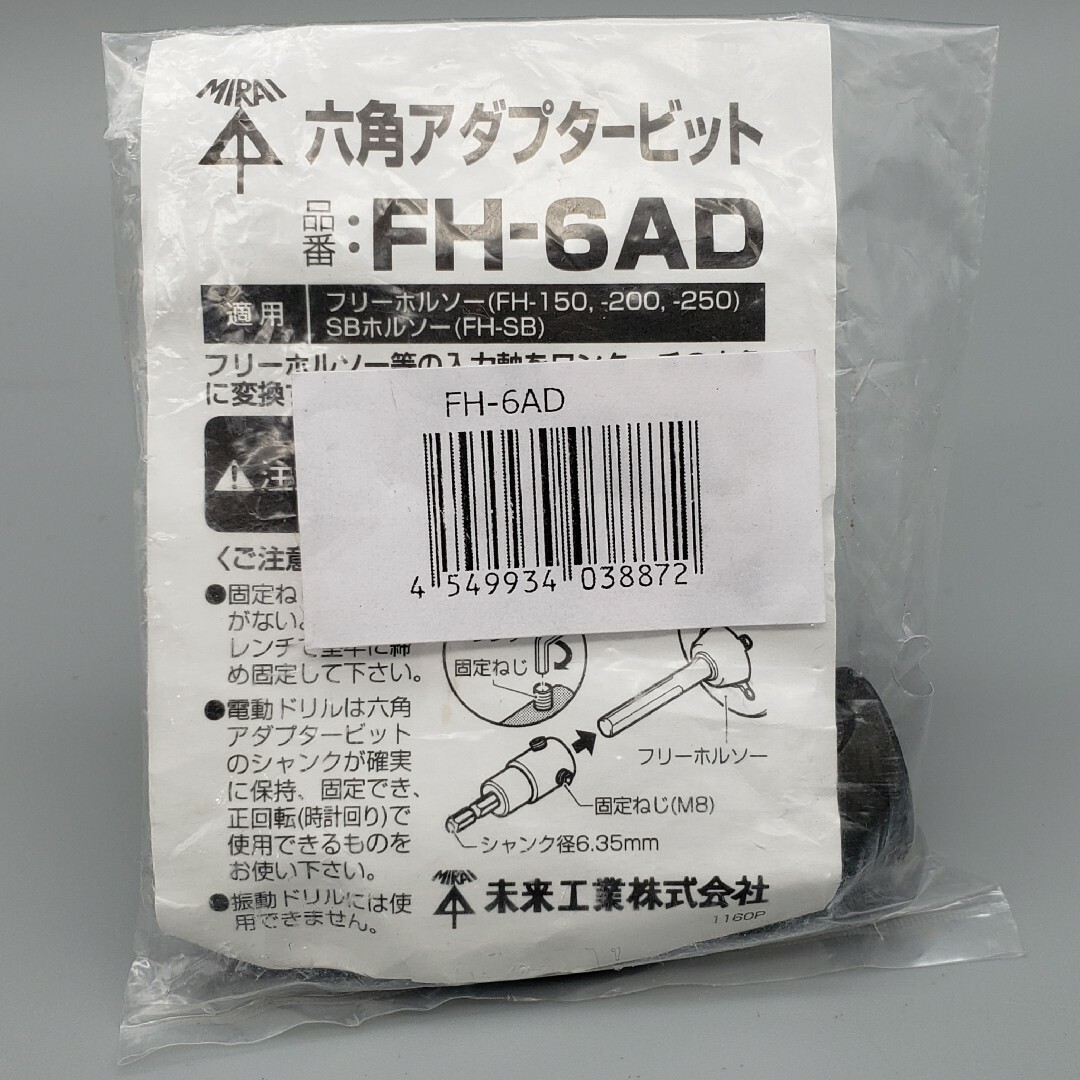 MIRAI
六角アダプタービット
品番:FH-6AD
適用
フリーホルソー(FH-150, -200, -250)
SBホルソー(FH-SB)
フリーホルソー等の入力軸をワンタッチの
に変換
FH-6AD
4 549934 038872
注
くご注意
●固定ね
がない
レンチで
め固定して下さい。
●電動ドリルは六角
アダプタービット
のシャンクが確実
に保持、固定でき、
正回転(時計回り)で
使用できるものを
お使い下さい。
●振動ドリルには使
用できません。
固定ねじ
フリーホルソー
固定ねじ(M8)
シャンク径6.35mm
MIRAI
未来工業株式会社
1160P